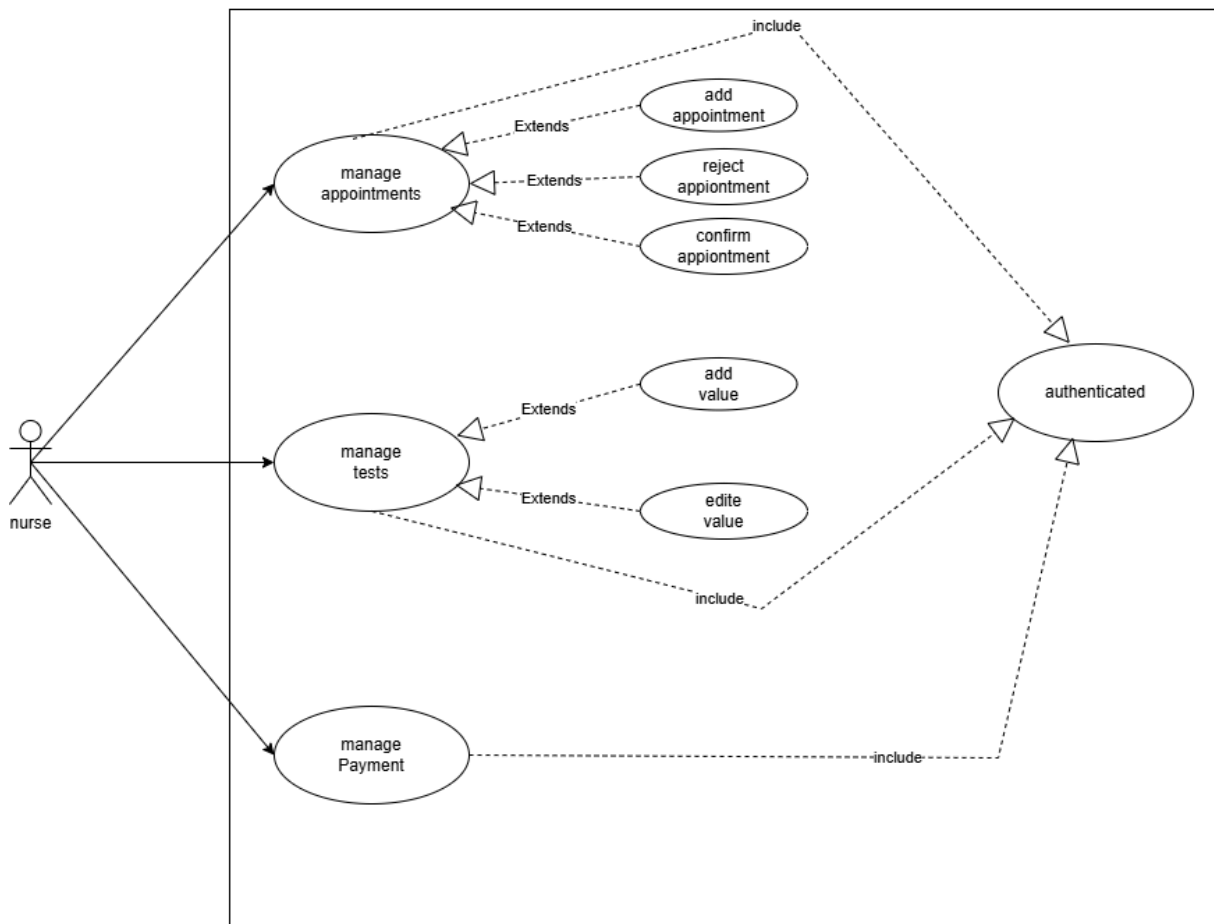 include
add
appointment
Extends
manage
appointments
reject
appiontment
Extends
confirm
appiontment
Extends
add
value
Extends
authenticated
manage
tests
edite
value
Extends
nurse
include
manage
Payment
include